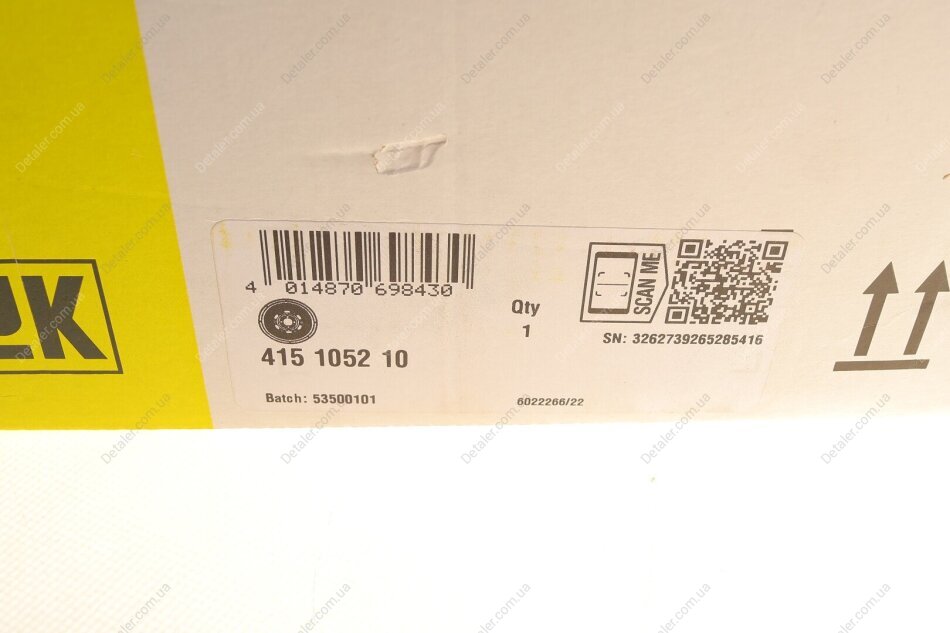 LUK
4 014870 698430
Qty
1
SCAN ME
SN: 3262739265285416
415 1052 10
Batch: 53500101
6022266/22
Detaler.com.ua